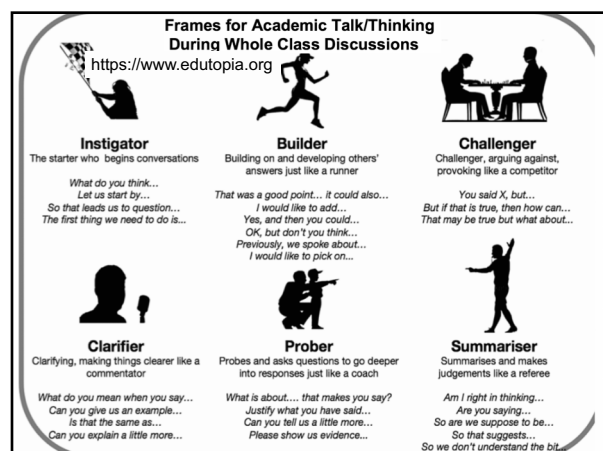 Frames for Academic Talk/Thinking
During Whole Class Discussions
https://www.edutopia.org
Instigator
The starter who begins conversations
What do you think…
Let us start by…
So that leads us to question…
The first thing we need to do is...
Builder
Building on and developing others'
answers just like a runner
That was a good point… it could also…
I would like to add…
Yes, and then you could…
OK, but don't you think…
Previously, we spoke about…
I would like to pick on...
Challenger
Challenger, arguing against,
provoking like a competitor
You said X, but…
But if that is true, then how can…
That may be true but what about...
Clarifier
Clarifying, making things clearer like a
commentator
What do you mean when you say…
Can you give us an example…
Is that the same as…
Can you explain a little more…
Prober
Probes and asks questions to go deeper
into responses just like a coach
What is about…. that makes you say?
Justify what you have said…
Can you tell us a little more…
Please show us evidence...
Summariser
Summarises and makes
judgements like a referee
Am I right in thinking…
Are you saying…
So are we suppose to be…
So that suggests…
So we don't understand the bit...